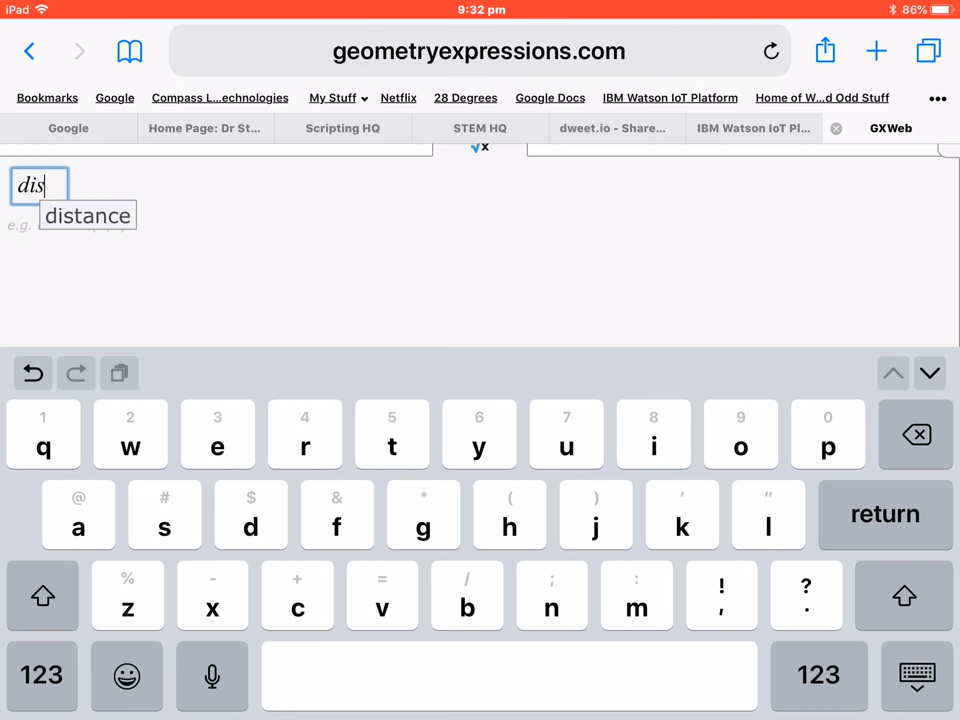 iPad 9:32 pm 86%
geometryexpressions.com
Bookmarks Google Compass L...echnologies My Stuff Netflix 28 Degrees Google Docs IBM Watson IoT Platform Home of W...d Odd Stuff •••
Google Home Page: Dr St... Scripting HQ STEM HQ dweet.io - Share... IBM Watson IoT Pl... GXWeb
√x
dis
distance
e.g.
1 2 3 4 5 6 7 8 9 0
q w e r t y u i o p
@ # $ & * ( ) ' "
a s d f g h j k l return
% - + = / ; : ! ?
z x c v b n m , .
123 123